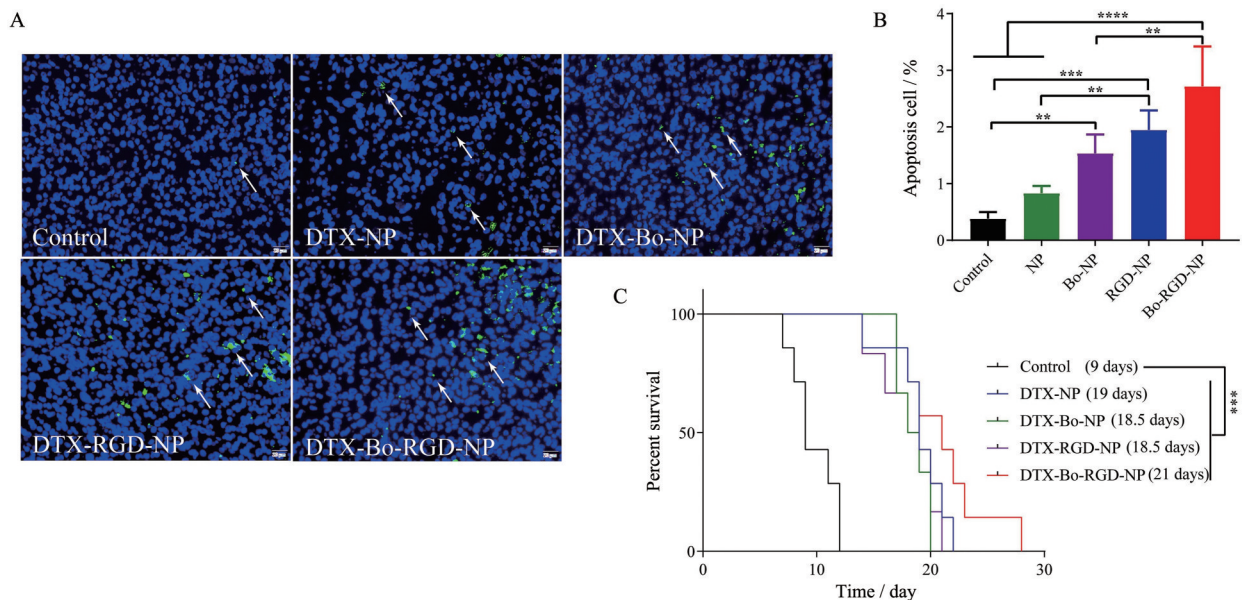 A
Control
DTX-NP
DTX-Bo-NP
DTX-RGD-NP
DTX-Bo-RGD-NP
B
Apoptosis cell / %
4
3
2
1
0
****
**
***
**
**
Control
NP
Bo-NP
RGD-NP
Bo-RGD-NP
C
Percent survival
100
50
0
0
10
20
30
Time / day
Control (9 days)
DTX-NP (19 days)
DTX-Bo-NP (18.5 days)
DTX-RGD-NP (18.5 days)
DTX-Bo-RGD-NP (21 days)
***